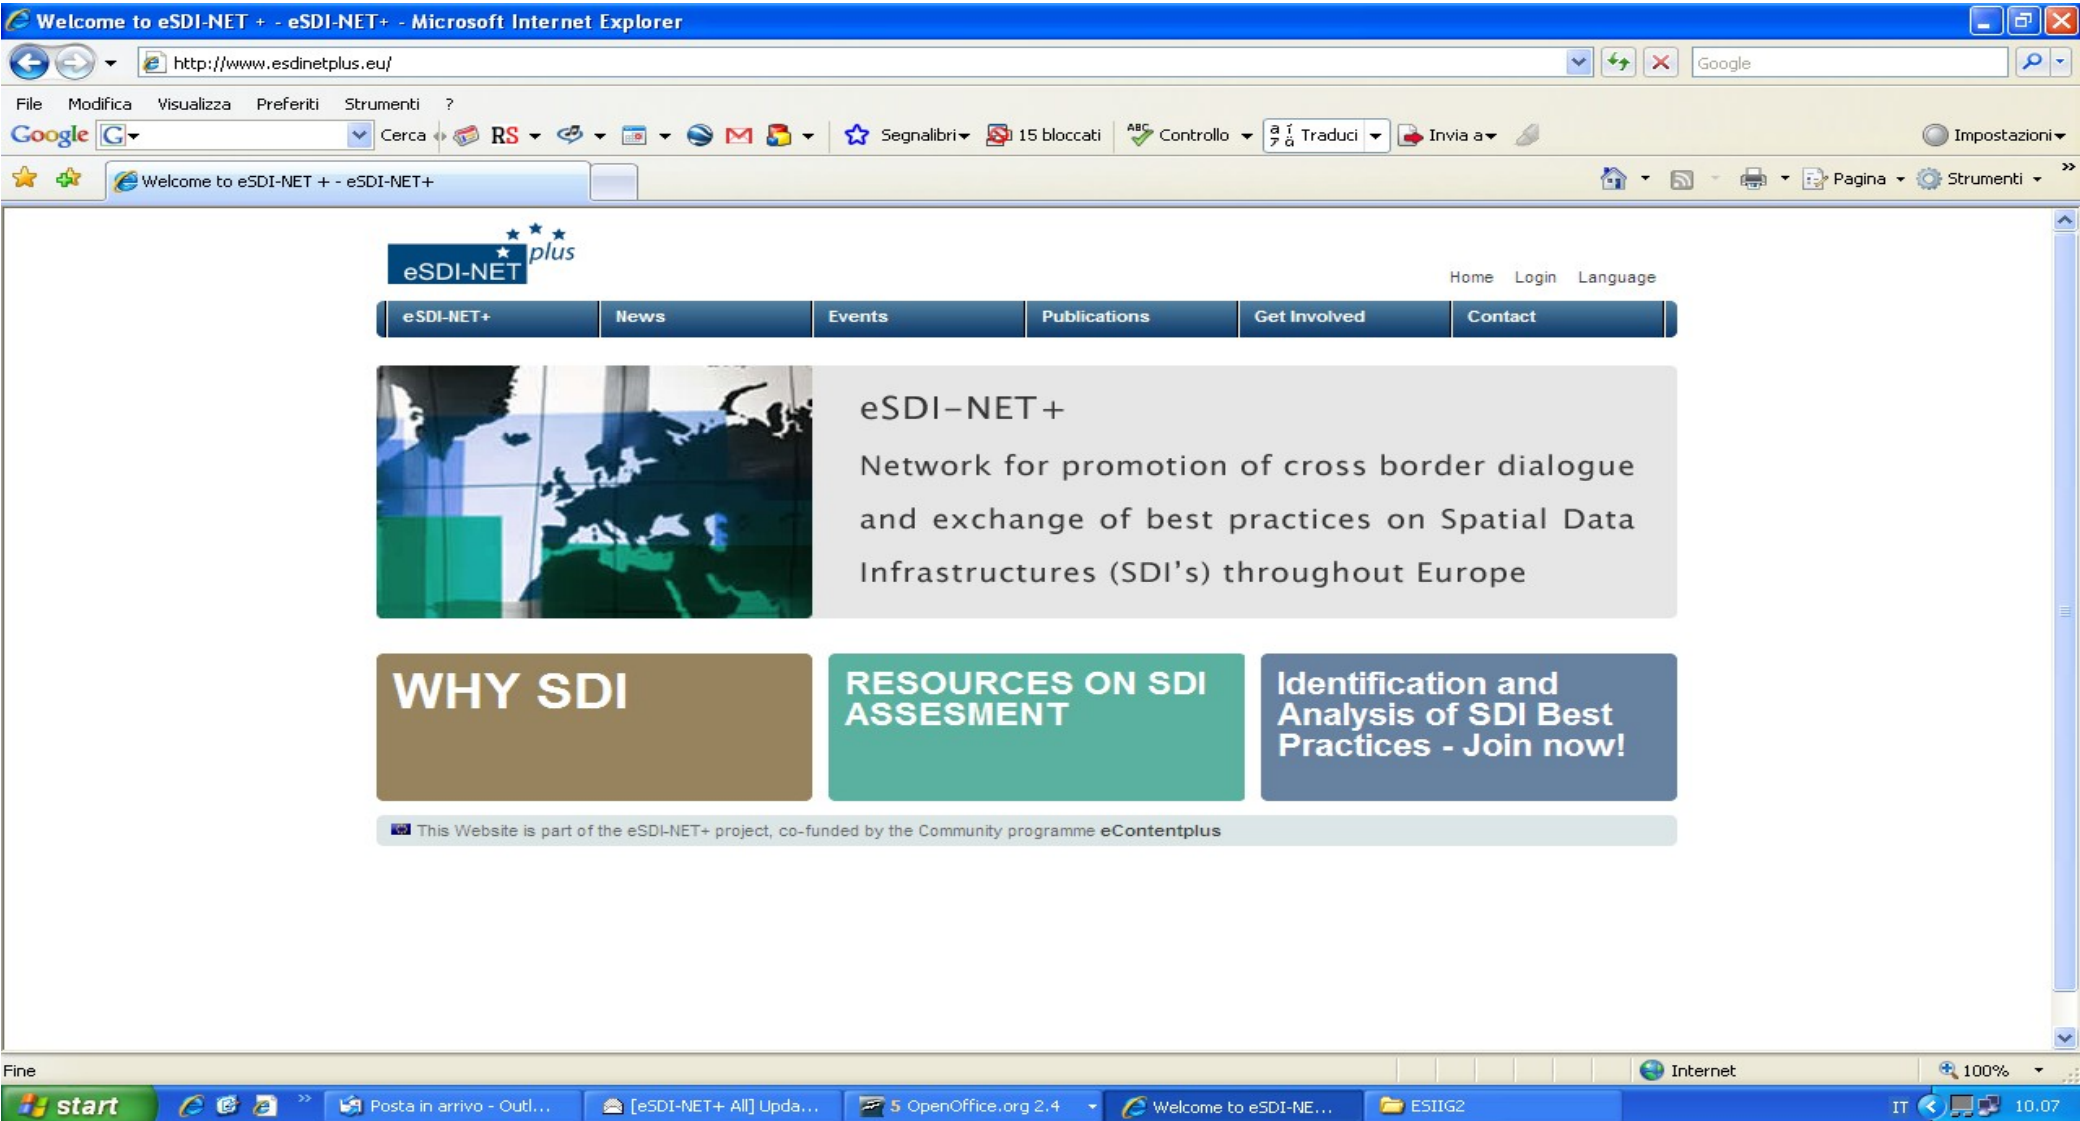 Welcome to eSDI-NET + - eSDI-NET+ - Microsoft Internet Explorer
http://www.esdinetplus.eu/
Google
File Modifica Visualizza Preferiti Strumenti ?
Google G Cerca RS Segnalibri 15 bloccati ABC Controllo Traduci Invia a Impostazioni
Welcome to eSDI-NET + - eSDI-NET+
Pagina Strumenti »
plus
eSDI-NET
Home Login Language
eSDI-NET+ News Events Publications Get Involved Contact
eSDI-NET+
Network for promotion of cross border dialogue
and exchange of best practices on Spatial Data
Infrastructures (SDI's) throughout Europe
WHY SDI
RESOURCES ON SDI
ASSESMENT
Identification and
Analysis of SDI Best
Practices - Join now!
This Website is part of the eSDI-NET+ project, co-funded by the Community programme eContentplus
Fine Internet 100%
start » Posta in arrivo - Outl... [eSDI-NET+ All] Upda... 5 OpenOffice.org 2.4 Welcome to eSDI-NE... ESIIG2 IT 10.07